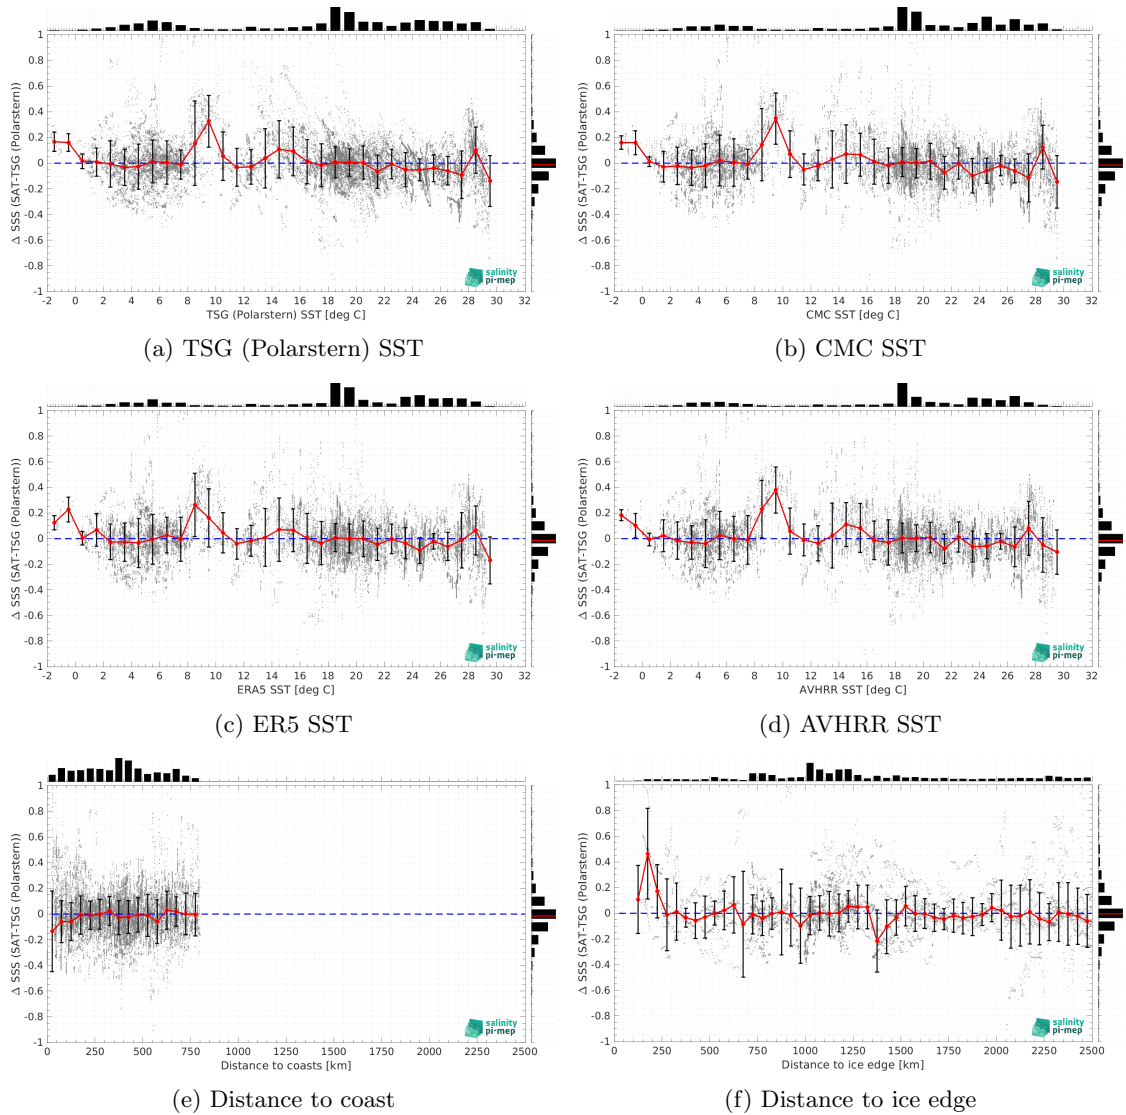 1
0.8
0.6
0.4
0.2
0
-0.2
-0.4
-0.6
-0.8
-1
Δ SSS (SAT-TSG (Polarstern))
salinity
pi-mep
-2 0 2 4 6 8 10 12 14 16 18 20 22 24 26 28 30 32
TSG (Polarstern) SST [deg C]
(a) TSG (Polarstern) SST
1
0.8
0.6
0.4
0.2
0
-0.2
-0.4
-0.6
-0.8
-1
Δ SSS (SAT-TSG (Polarstern))
salinity
pi-mep
-2 0 2 4 6 8 10 12 14 16 18 20 22 24 26 28 30 32
CMC SST [deg C]
(b) CMC SST
1
0.8
0.6
0.4
0.2
0
-0.2
-0.4
-0.6
-0.8
-1
Δ SSS (SAT-TSG (Polarstern))
salinity
pi-mep
-2 0 2 4 6 8 10 12 14 16 18 20 22 24 26 28 30 32
ERA5 SST [deg C]
(c) ER5 SST
1
0.8
0.6
0.4
0.2
0
-0.2
-0.4
-0.6
-0.8
-1
Δ SSS (SAT-TSG (Polarstern))
salinity
pi-mep
-2 0 2 4 6 8 10 12 14 16 18 20 22 24 26 28 30 32
AVHRR SST [deg C]
(d) AVHRR SST
1
0.8
0.6
0.4
0.2
0
-0.2
-0.4
-0.6
-0.8
-1
Δ SSS (SAT-TSG (Polarstern))
salinity
pi-mep
0 250 500 750 1000 1250 1500 1750 2000 2250 2500
Distance to coasts [km]
(e) Distance to coast
1
0.8
0.6
0.4
0.2
0
-0.2
-0.4
-0.6
-0.8
-1
Δ SSS (SAT-TSG (Polarstern))
salinity
pi-mep
0 250 500 750 1000 1250 1500 1750 2000 2250 2500
Distance to ice edge [km]
(f) Distance to ice edge